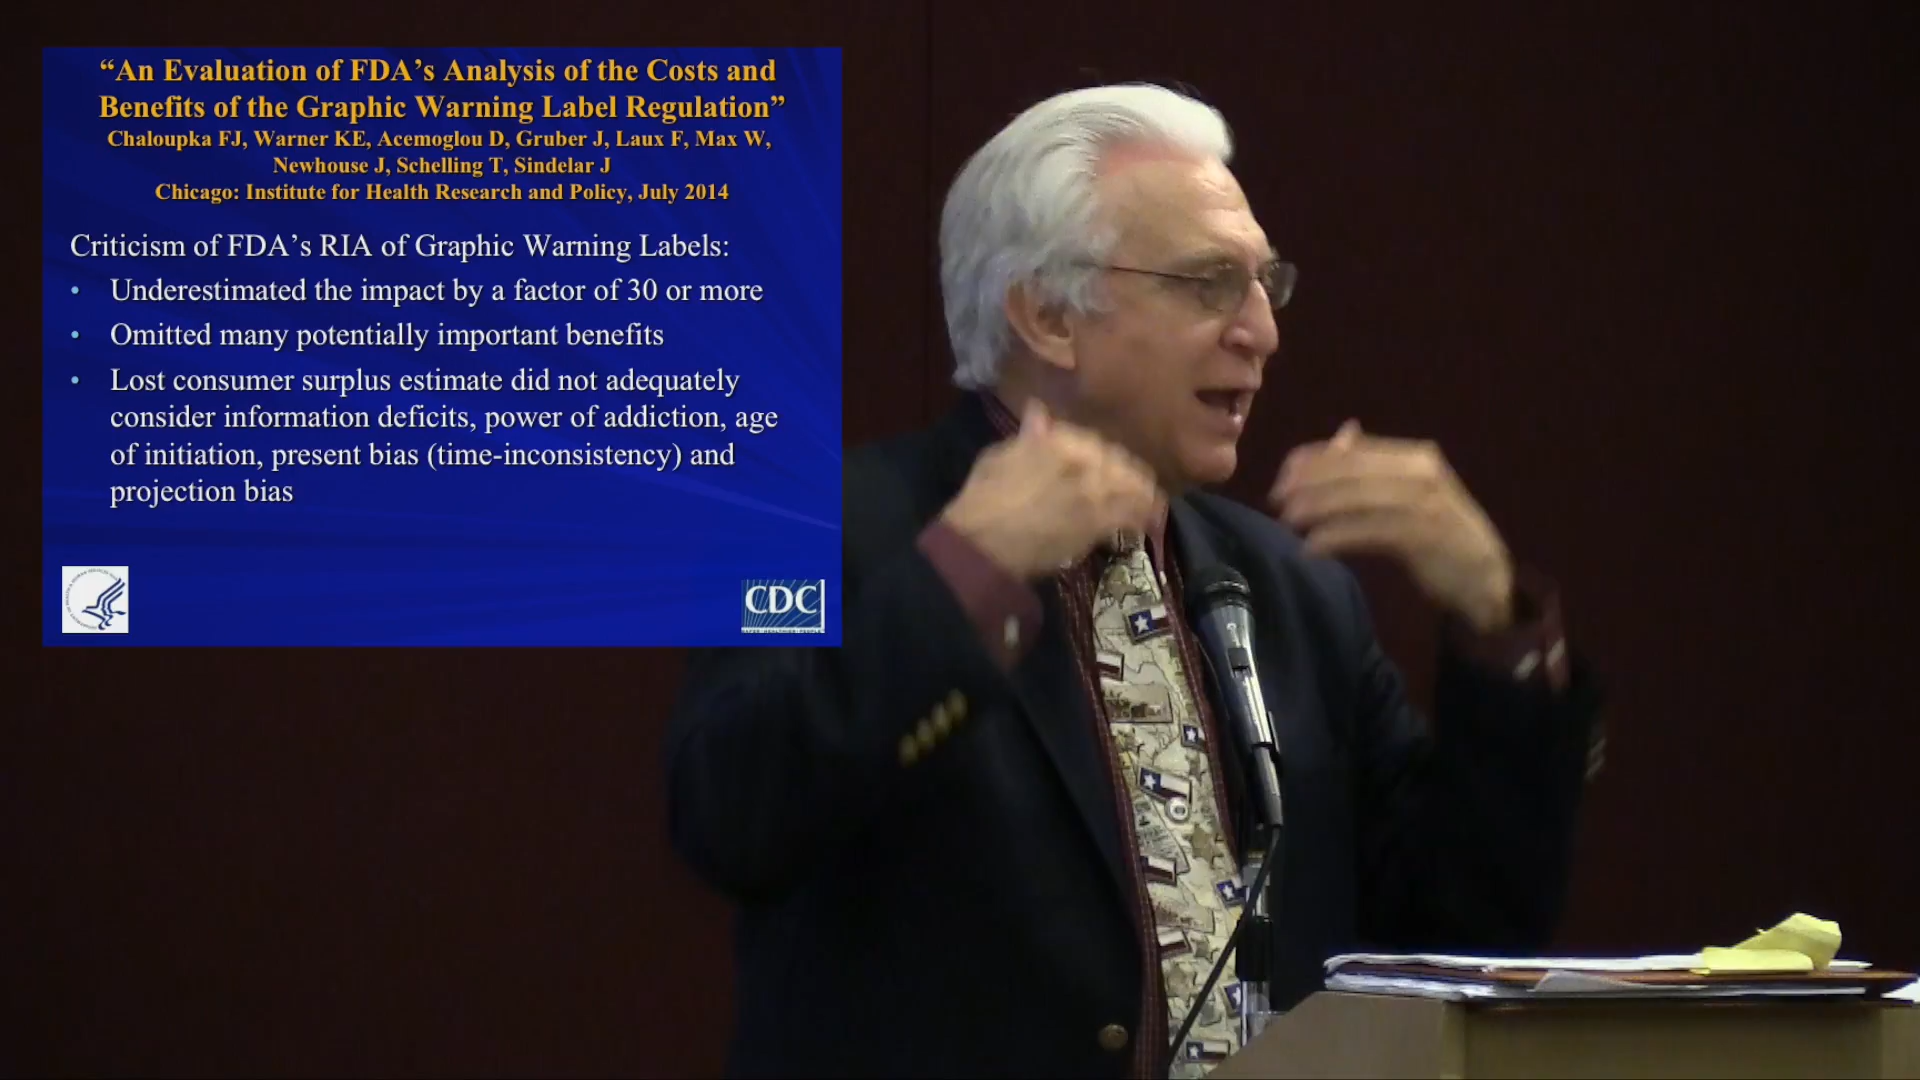 “An Evaluation of FDA’s Analysis of the Costs and
Benefits of the Graphic Warning Label Regulation”
Chaloupka FJ, Warner KE, Acemoglou D, Gruber J, Laux F, Max W,
Newhouse J, Schelling T, Sindelar J
Chicago: Institute for Health Research and Policy, July 2014
Criticism of FDA’s RIA of Graphic Warning Labels:
• Underestimated the impact by a factor of 30 or more
• Omitted many potentially important benefits
• Lost consumer surplus estimate did not adequately
consider information deficits, power of addiction, age
of initiation, present bias (time-inconsistency) and
projection bias
CDC